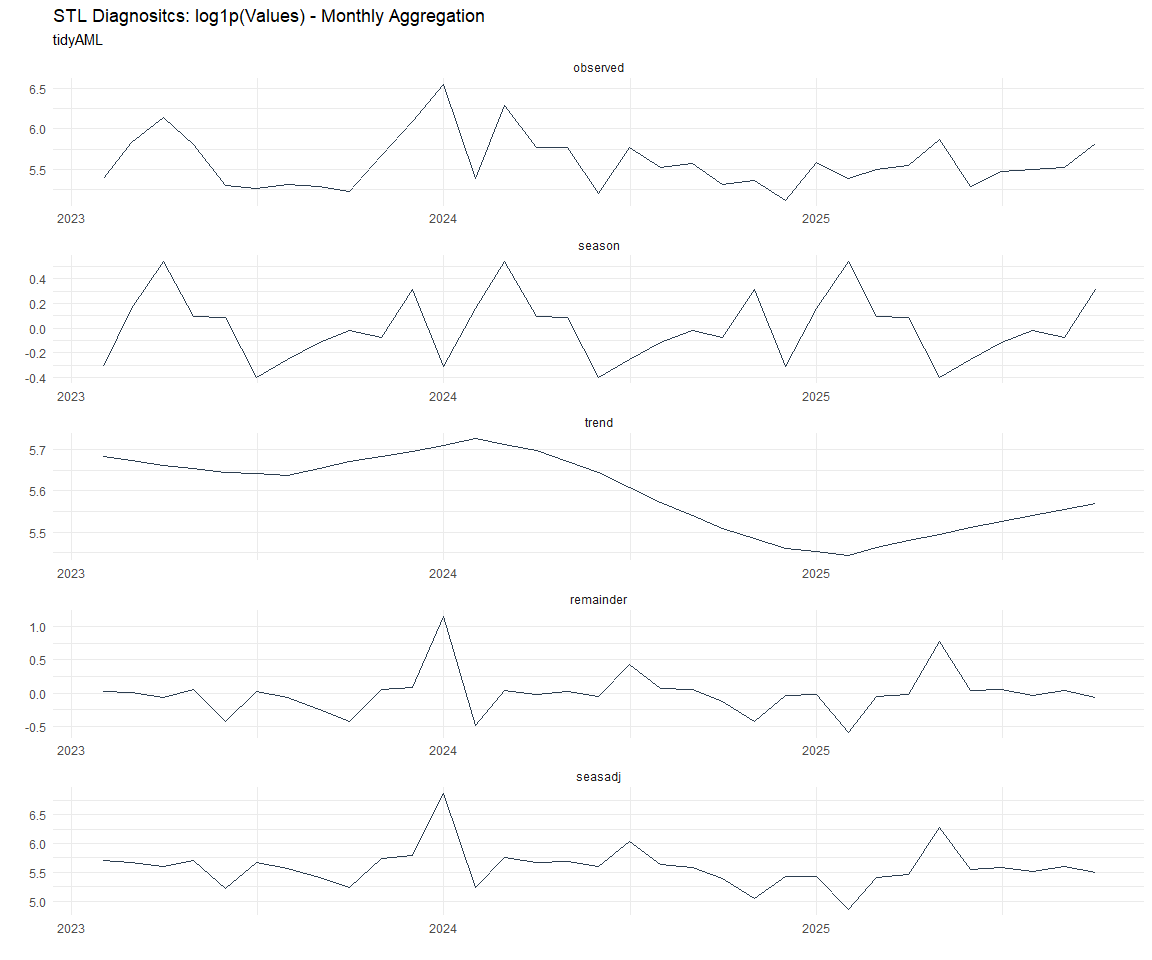 STL Diagnositcs: log1p(Values) - Monthly Aggregation
tidyAML
observed
6.5
6.0
5.5
2023 2024 2025
season
0.4
0.2
0.0
-0.2
-0.4
2023 2024 2025
trend
5.7
5.6
5.5
2023 2024 2025
remainder
1.0
0.5
0.0
-0.5
2023 2024 2025
seasadj
6.5
6.0
5.5
5.0
2023 2024 2025